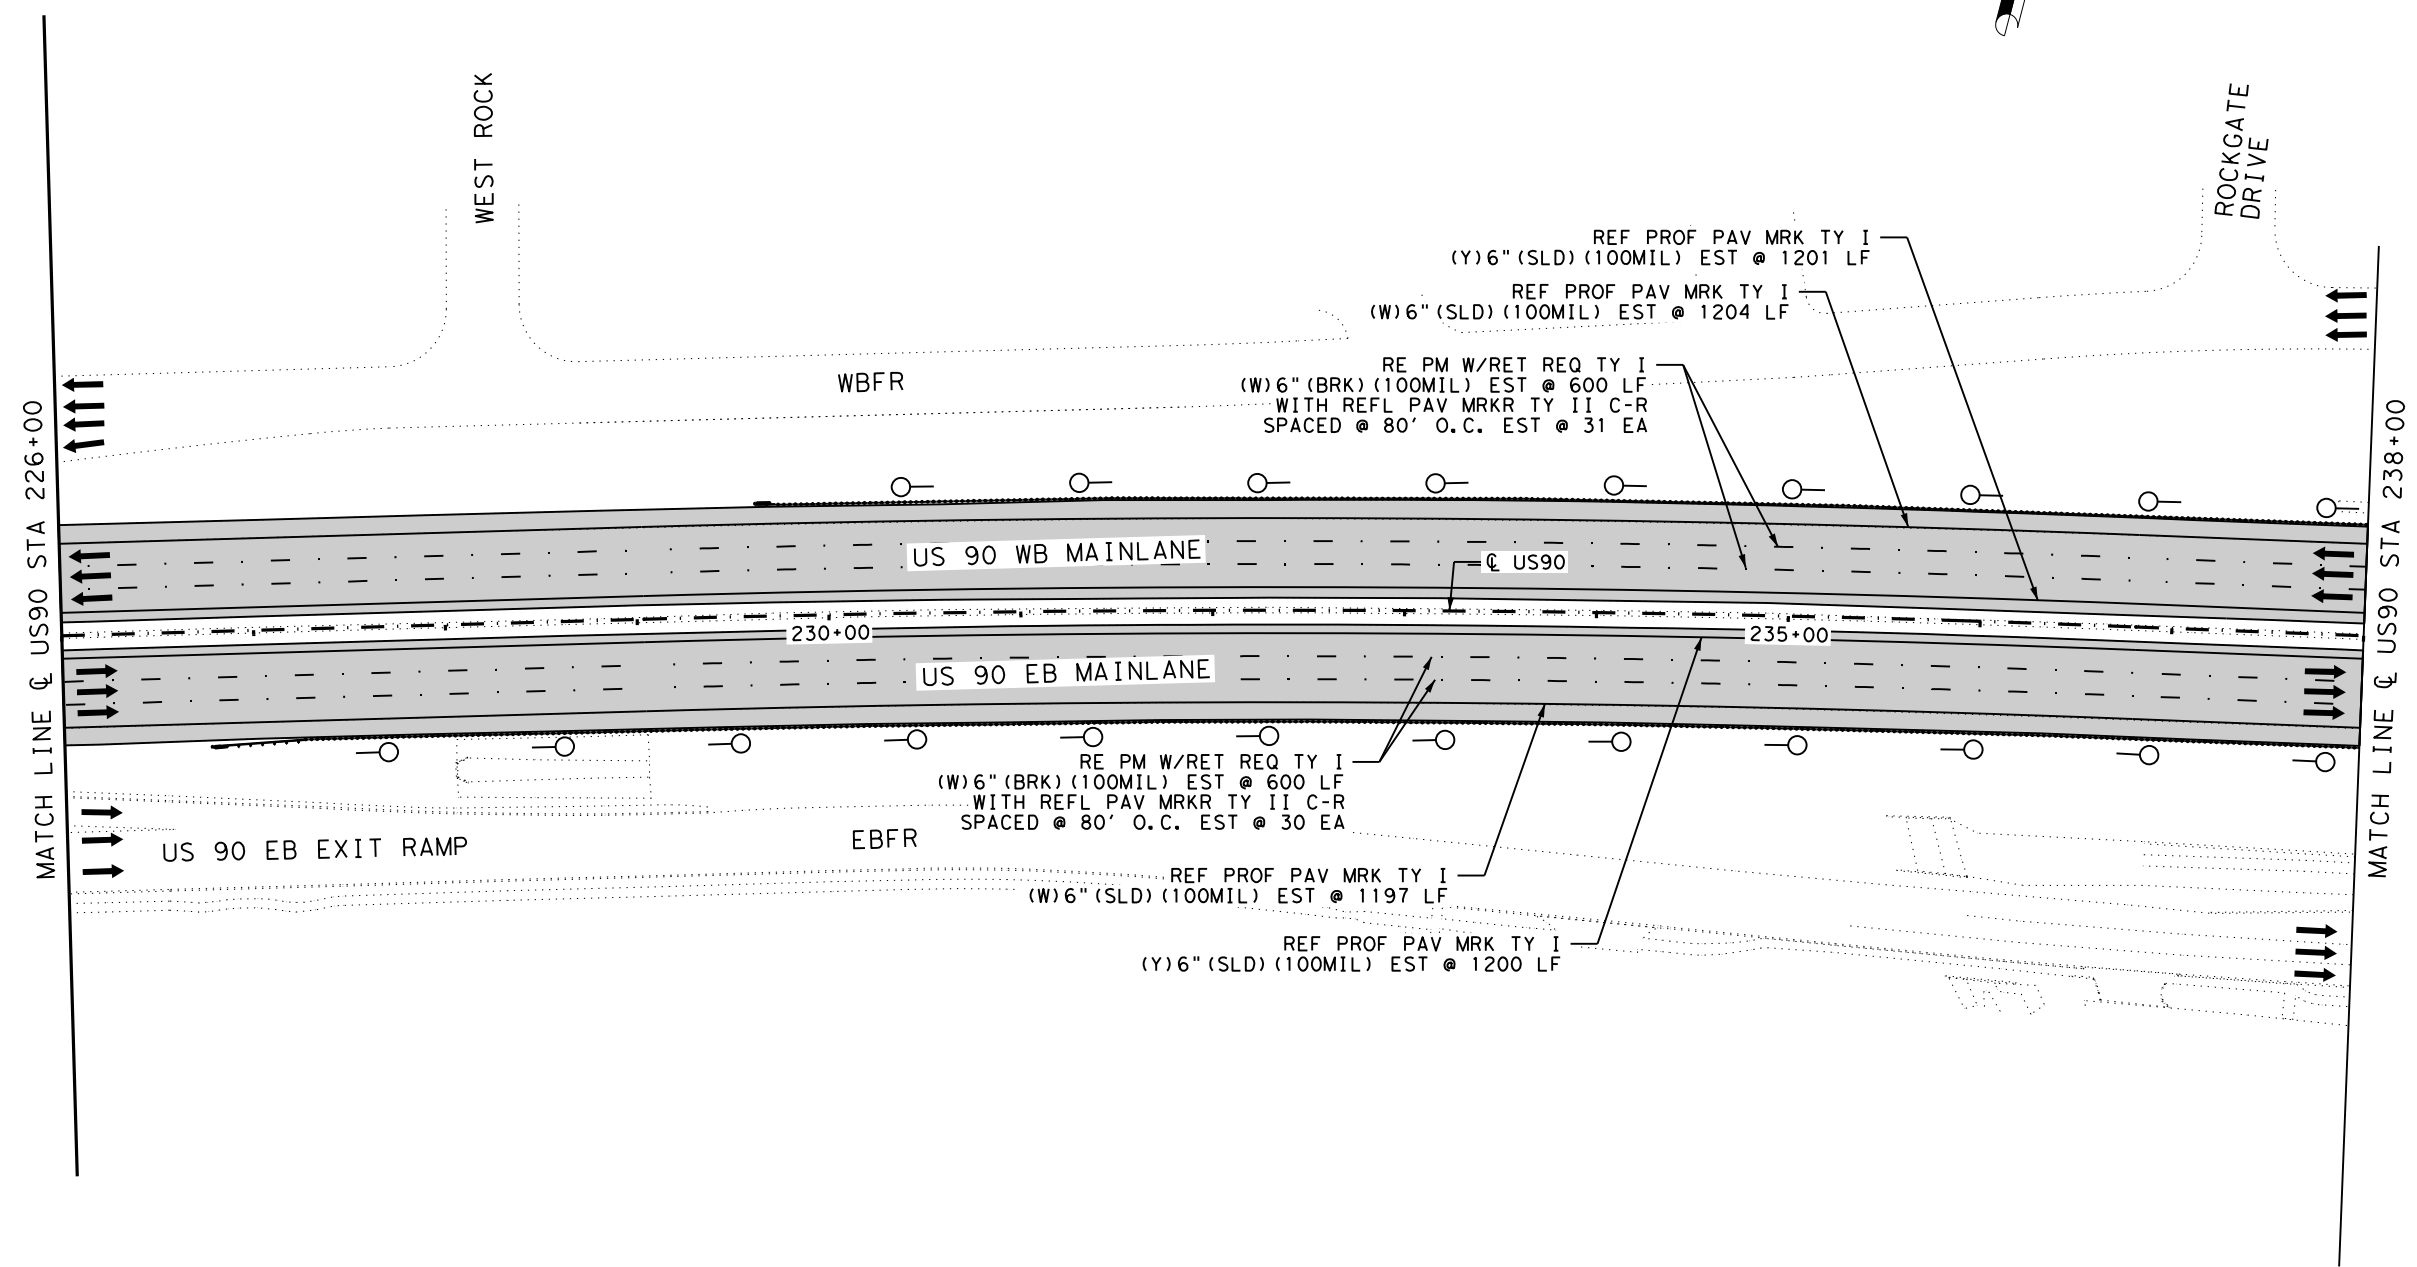 WEST ROCK
ROCKGATE
DRIVE
REF PROF PAV MRK TY I
(Y)6"(SLD)(100MIL) EST @ 1201 LF
REF PROF PAV MRK TY I
(W)6"(SLD)(100MIL) EST @ 1204 LF
RE PM W/RET REQ TY I
(W)6"(BRK)(100MIL) EST @ 600 LF
WITH REFL PAV MRKR TY II C-R
SPACED @ 80' O.C. EST @ 31 EA
WBFR
MATCH LINE ℄ US90 STA 226+00
MATCH LINE ℄ US90 STA 238+00
US 90 WB MAINLANE
℄ US90
230+00
235+00
US 90 EB MAINLANE
RE PM W/RET REQ TY I
(W)6"(BRK)(100MIL) EST @ 600 LF
WITH REFL PAV MRKR TY II C-R
SPACED @ 80' O.C. EST @ 30 EA
US 90 EB EXIT RAMP
EBFR
REF PROF PAV MRK TY I
(W)6"(SLD)(100MIL) EST @ 1197 LF
REF PROF PAV MRK TY I
(Y)6"(SLD)(100MIL) EST @ 1200 LF